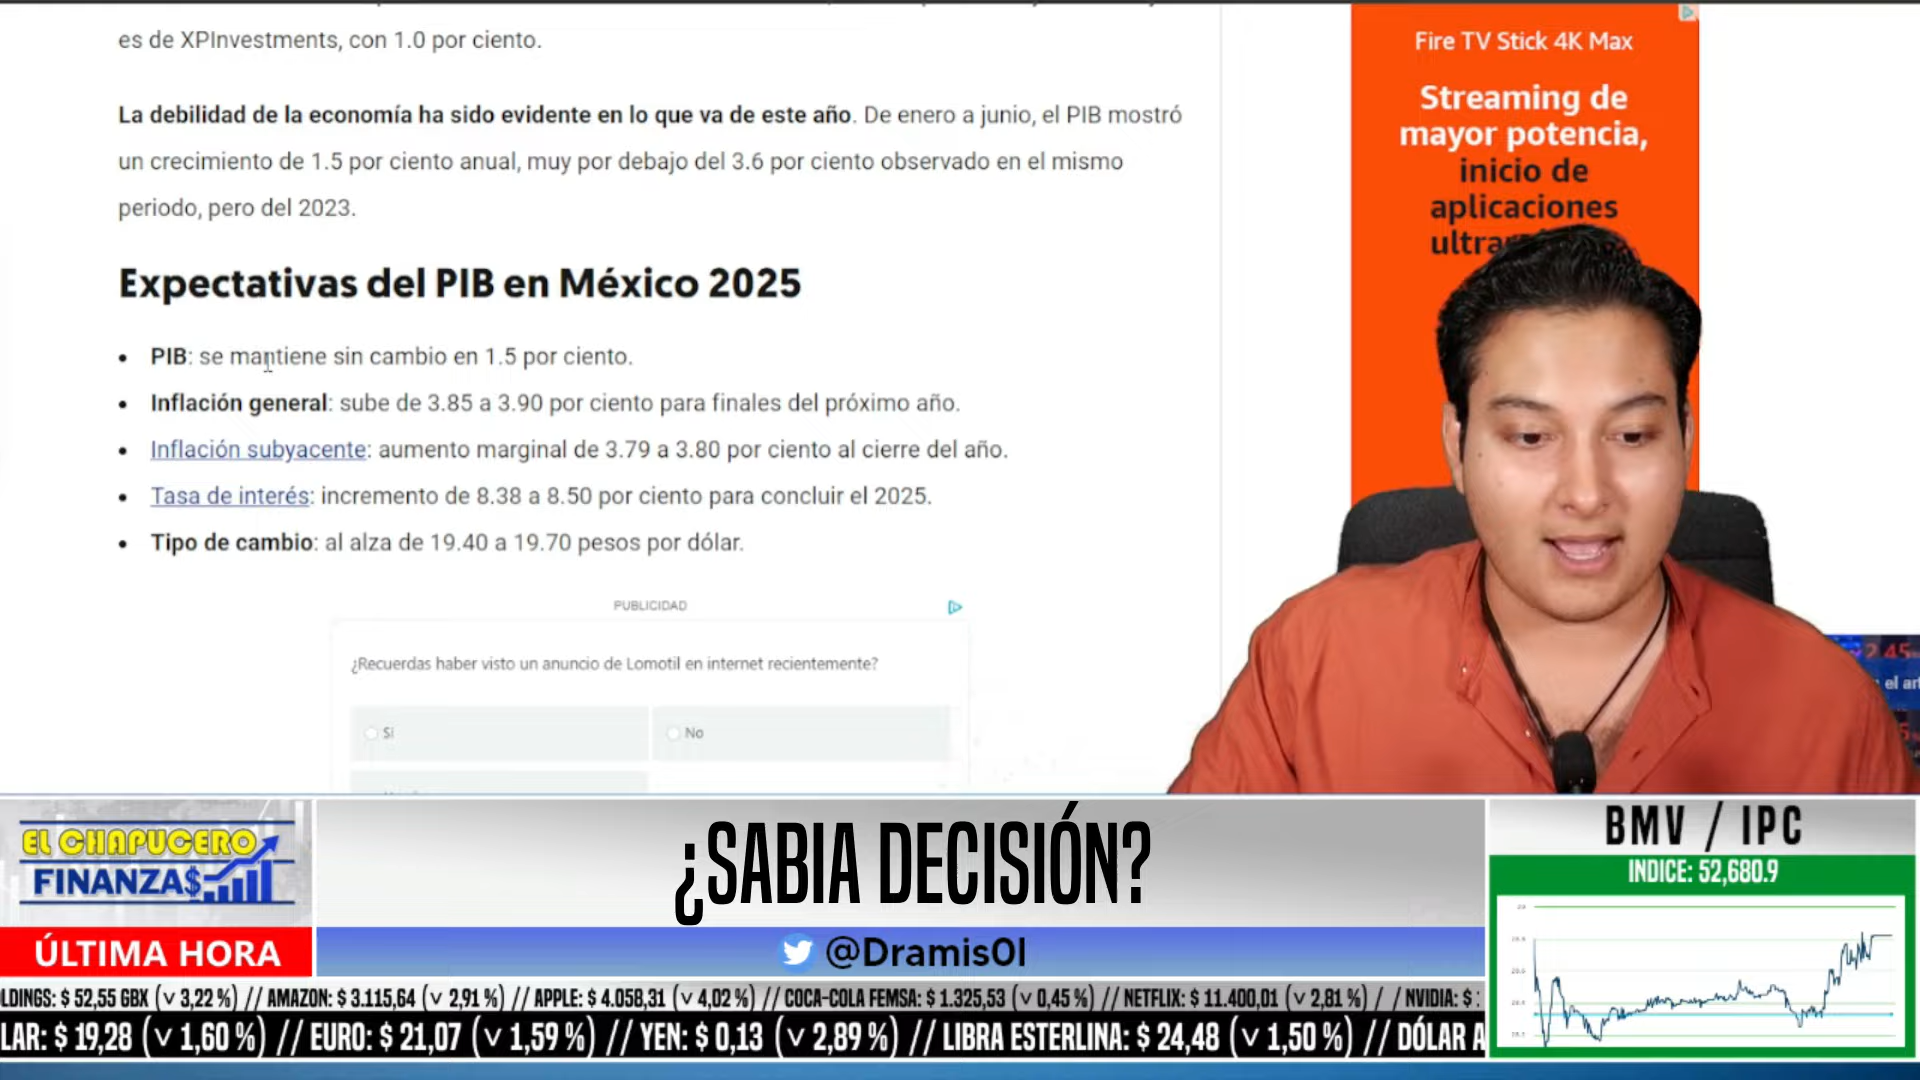 es de XPInvestments, con 1.0 por ciento.
La debilidad de la economía ha sido evidente en lo que va de este año. De enero a junio, el PIB mostró
un crecimiento de 1.5 por ciento anual, muy por debajo del 3.6 por ciento observado en el mismo
periodo, pero del 2023.
Expectativas del PIB en México 2025
• PIB: se mantiene sin cambio en 1.5 por ciento.
• Inflación general: sube de 3.85 a 3.90 por ciento para finales del próximo año.
• Inflación subyacente: aumento marginal de 3.79 a 3.80 por ciento al cierre del año.
• Tasa de interés: incremento de 8.38 a 8.50 por ciento para concluir el 2025.
• Tipo de cambio: al alza de 19.40 a 19.70 pesos por dólar.
PUBLICIDAD
¿Recuerdas haber visto un anuncio de Lomotil en internet recientemente?
Sí
No
Fire TV Stick 4K Max
Streaming de
mayor potencia,
inicio de
aplicaciones
2.45
el
EL CHAPUCERO
FINANZA$
ÚLTIMA HORA
¿SABIA DECISIÓN?
@Dramis01
BMV / IPC
INDICE: 52,680.9
LDINGS: $ 52,55 GBX (v 3,22 %) // AMAZON: $ 3.115,64 (v 2,91 %) // APPLE: $ 4.058,31 (v 4,02 %) // COCA-COLA FEMSA: $ 1.325,53 (v 0,45 %) // NETFLIX: $ 11.400,01 (v 2,81 %) / / NVIDIA: $
LAR: $ 19,28 (v 1,60 %) // EURO: $ 21,07 (v 1,59 %) // YEN: $ 0,13 (v 2,89 %) // LIBRA ESTERLINA: $ 24,48 (v 1,50 %) // DÓLAR A